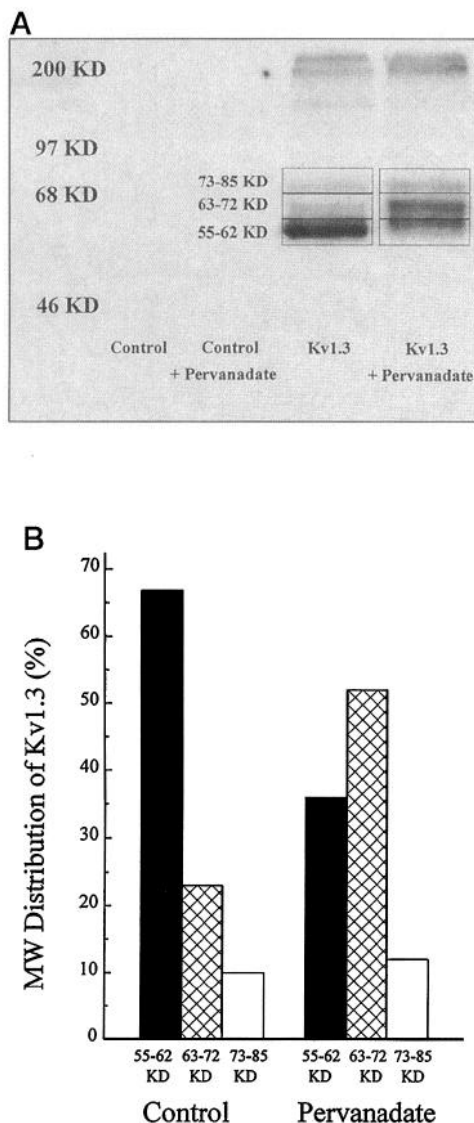 A
200 KD
97 KD
73-85 KD
68 KD
63-72 KD
55-62 KD
46 KD
Control Control Kv1.3 Kv1.3
+ Pervanadate + Pervanadate
B
MW Distribution of Kv1.3 (%)
70
60
50
40
30
20
10
0
55-62 63-72 73-85 55-62 63-72 73-85
KD KD KD KD KD KD
Control Pervanadate